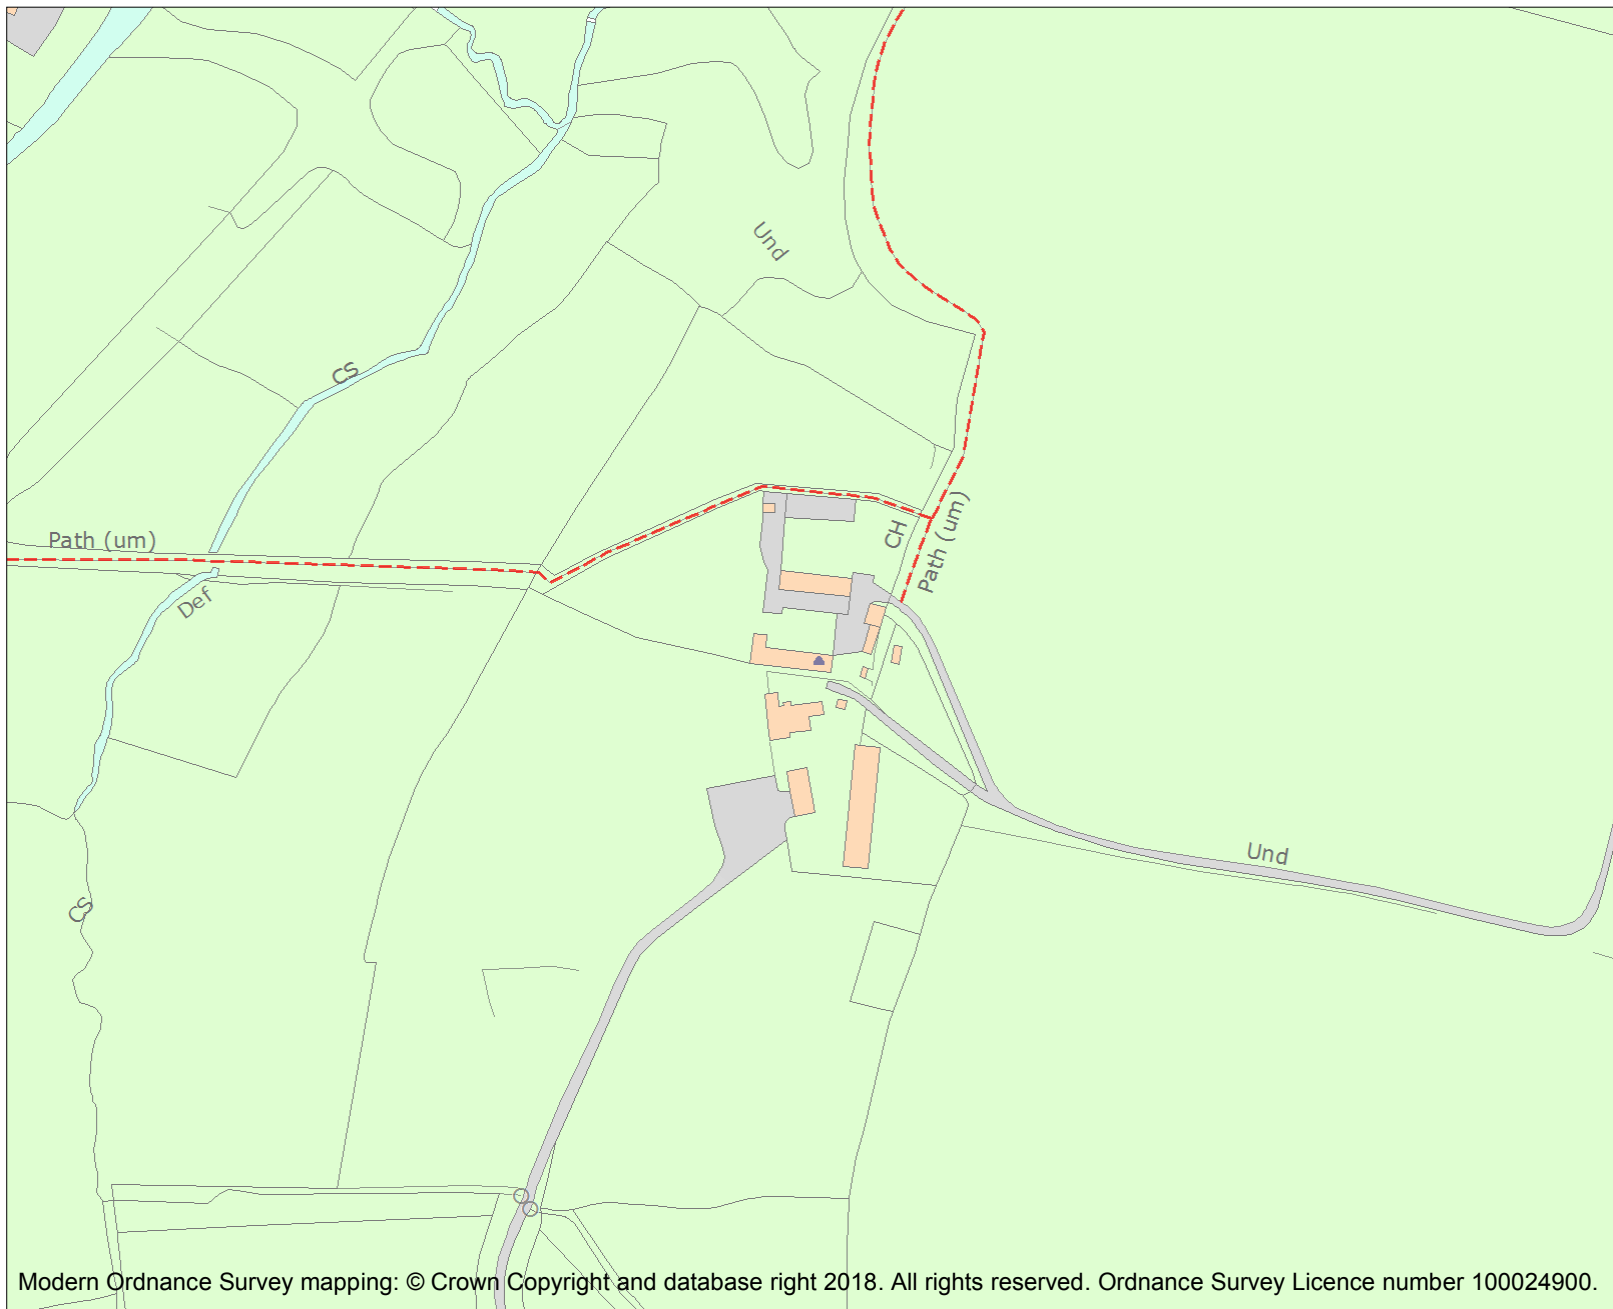 Und
CS
Path (um)
CH
Path (um)
Def
Und
CS
Modern Ordnance Survey mapping: © Crown Copyright and database right 2018. All rights reserved. Ordnance Survey Licence number 100024900.